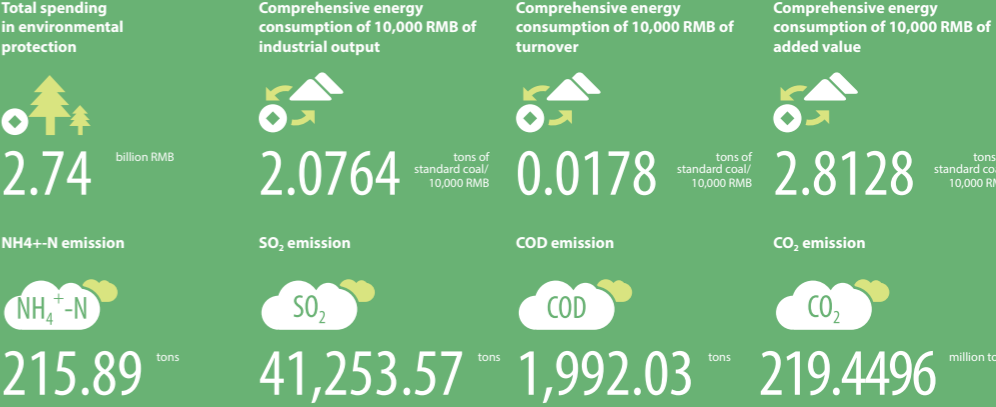 Total spending
in environmental
protection
Comprehensive energy
consumption of 10,000 RMB of
industrial output
Comprehensive energy
consumption of 10,000 RMB of
turnover
Comprehensive energy
consumption of 10,000 RMB of
added value
2.74
billion RMB
2.0764
tons of
standard coal/
10,000 RMB
0.0178
tons of
standard coal/
10,000 RMB
2.8128
tons
standard
10,000
NH4+-N emission
SO₂ emission
COD emission
CO₂ emission
NH₄⁺-N
SO₂
COD
CO₂
215.89
tons
41,253.57
tons
1,992.03
tons
219.4496
million